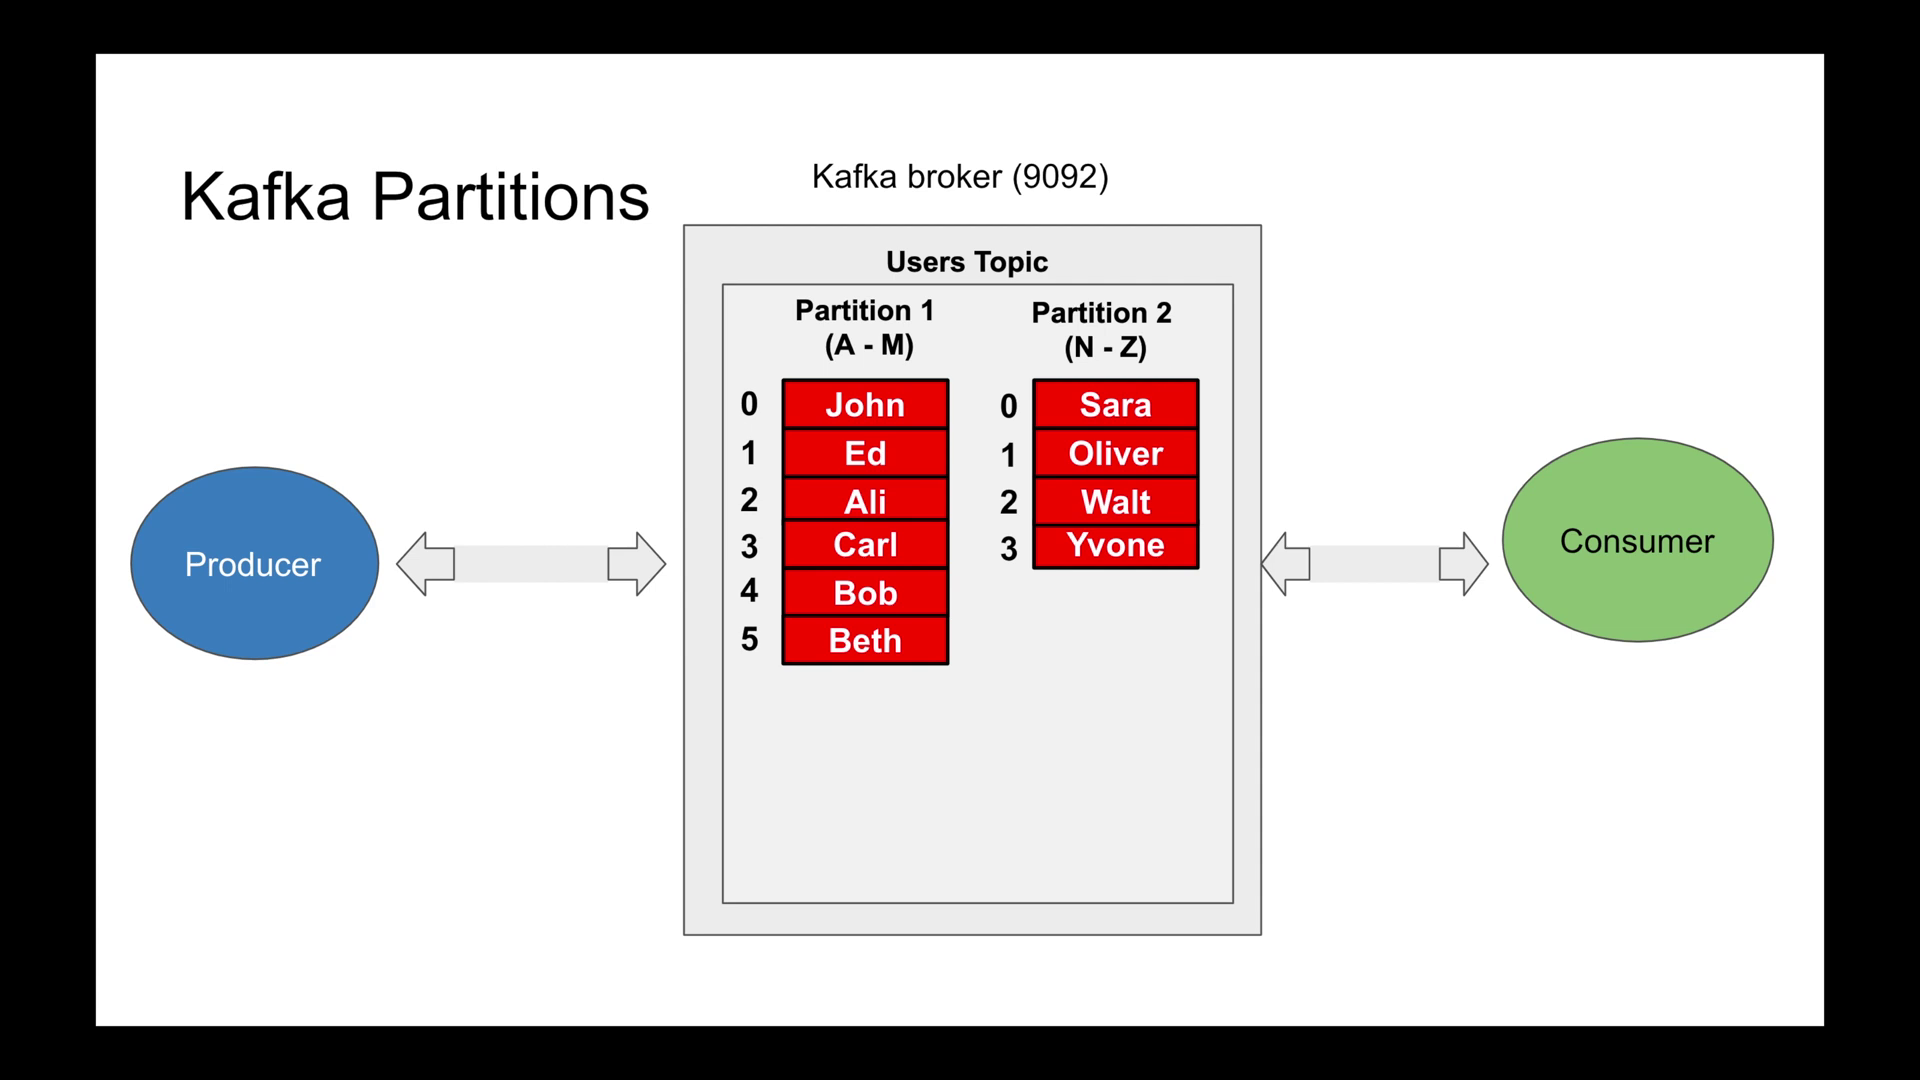 Kafka Partitions
Kafka broker (9092)
Users Topic
Partition 1
(A - M)
0 John
1 Ed
2 Ali
3 Carl
4 Bob
5 Beth
Partition 2
(N - Z)
0 Sara
1 Oliver
2 Walt
3 Yvone
Producer
Consumer